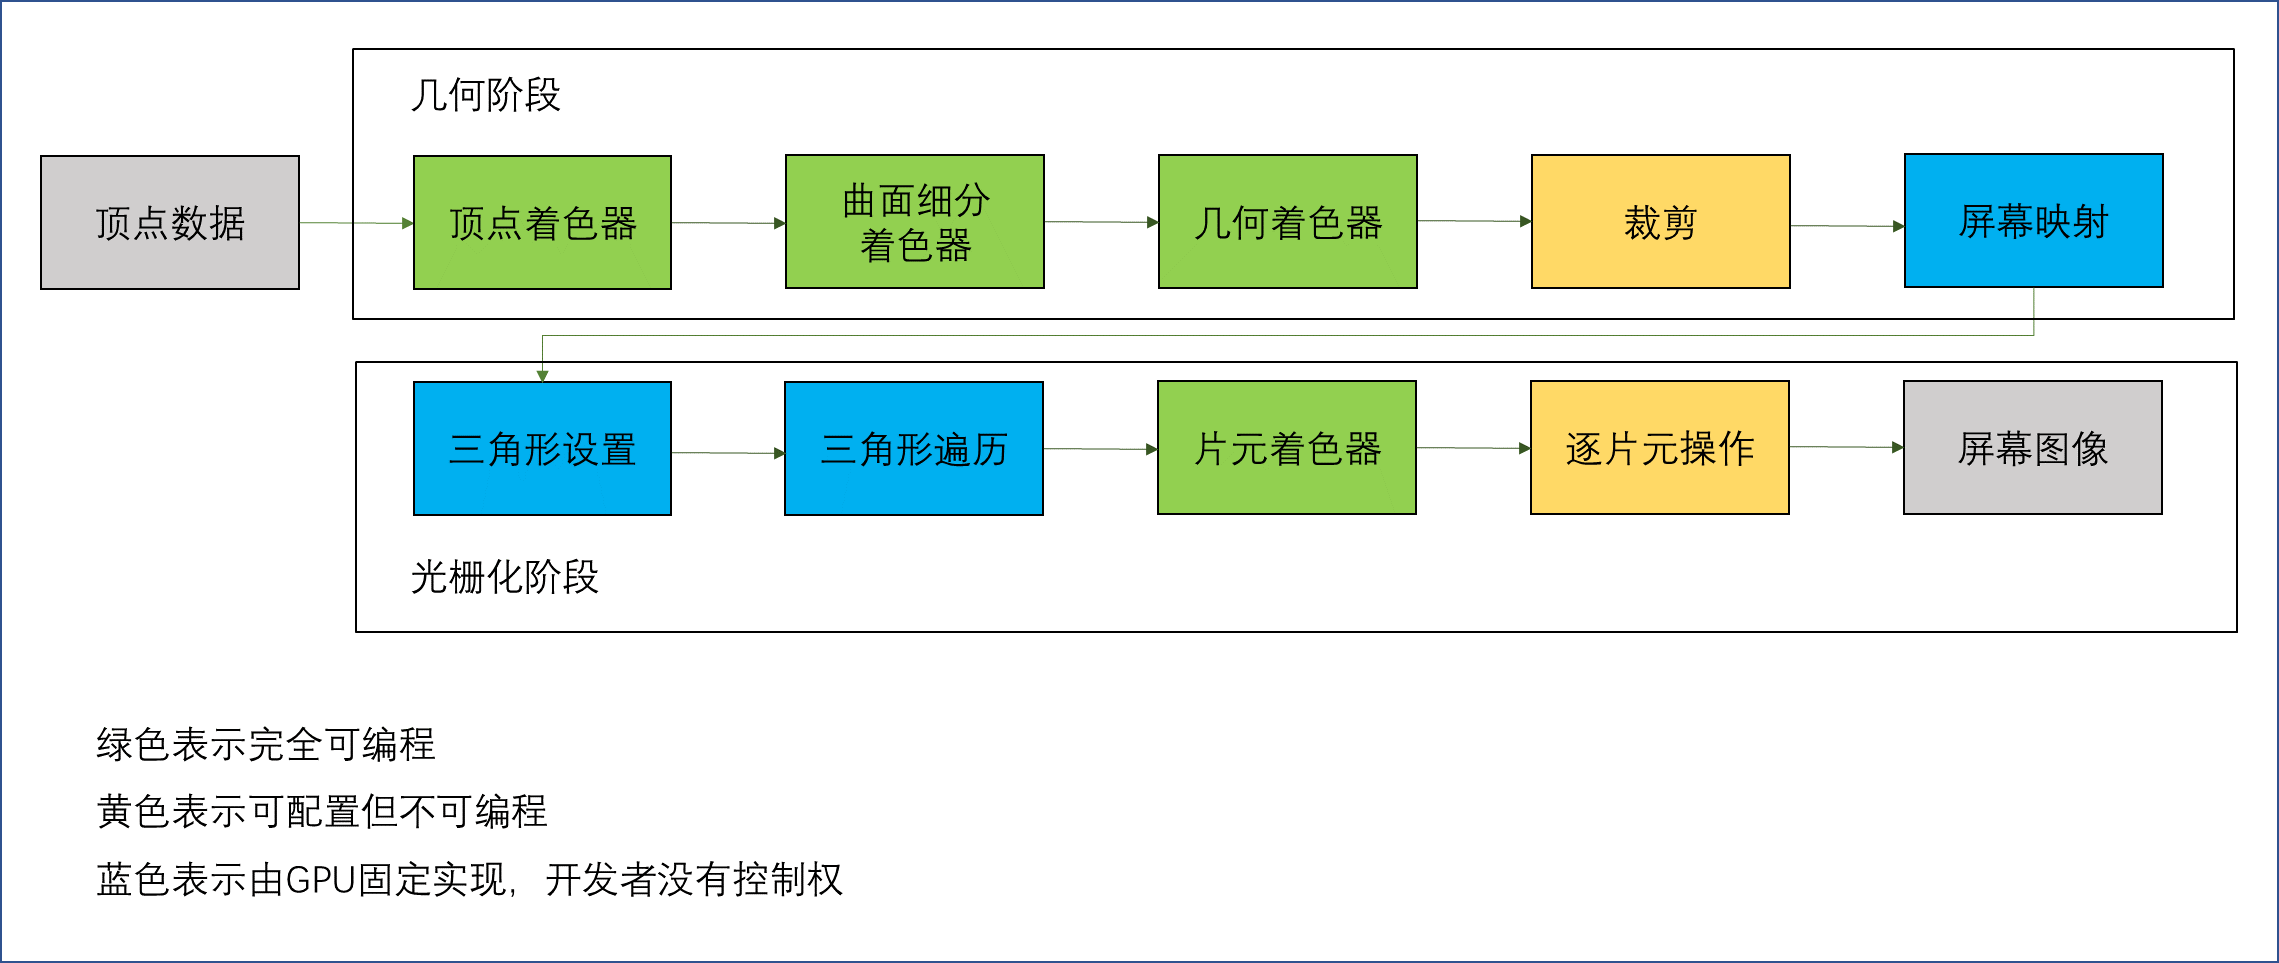 几何阶段
顶点数据
顶点着色器
曲面细分
着色器
几何着色器
裁剪
屏幕映射
三角形设置
三角形遍历
片元着色器
逐片元操作
屏幕图像
光栅化阶段
绿色表示完全可编程
黄色表示可配置但不可编程
蓝色表示由GPU固定实现，开发者没有控制权